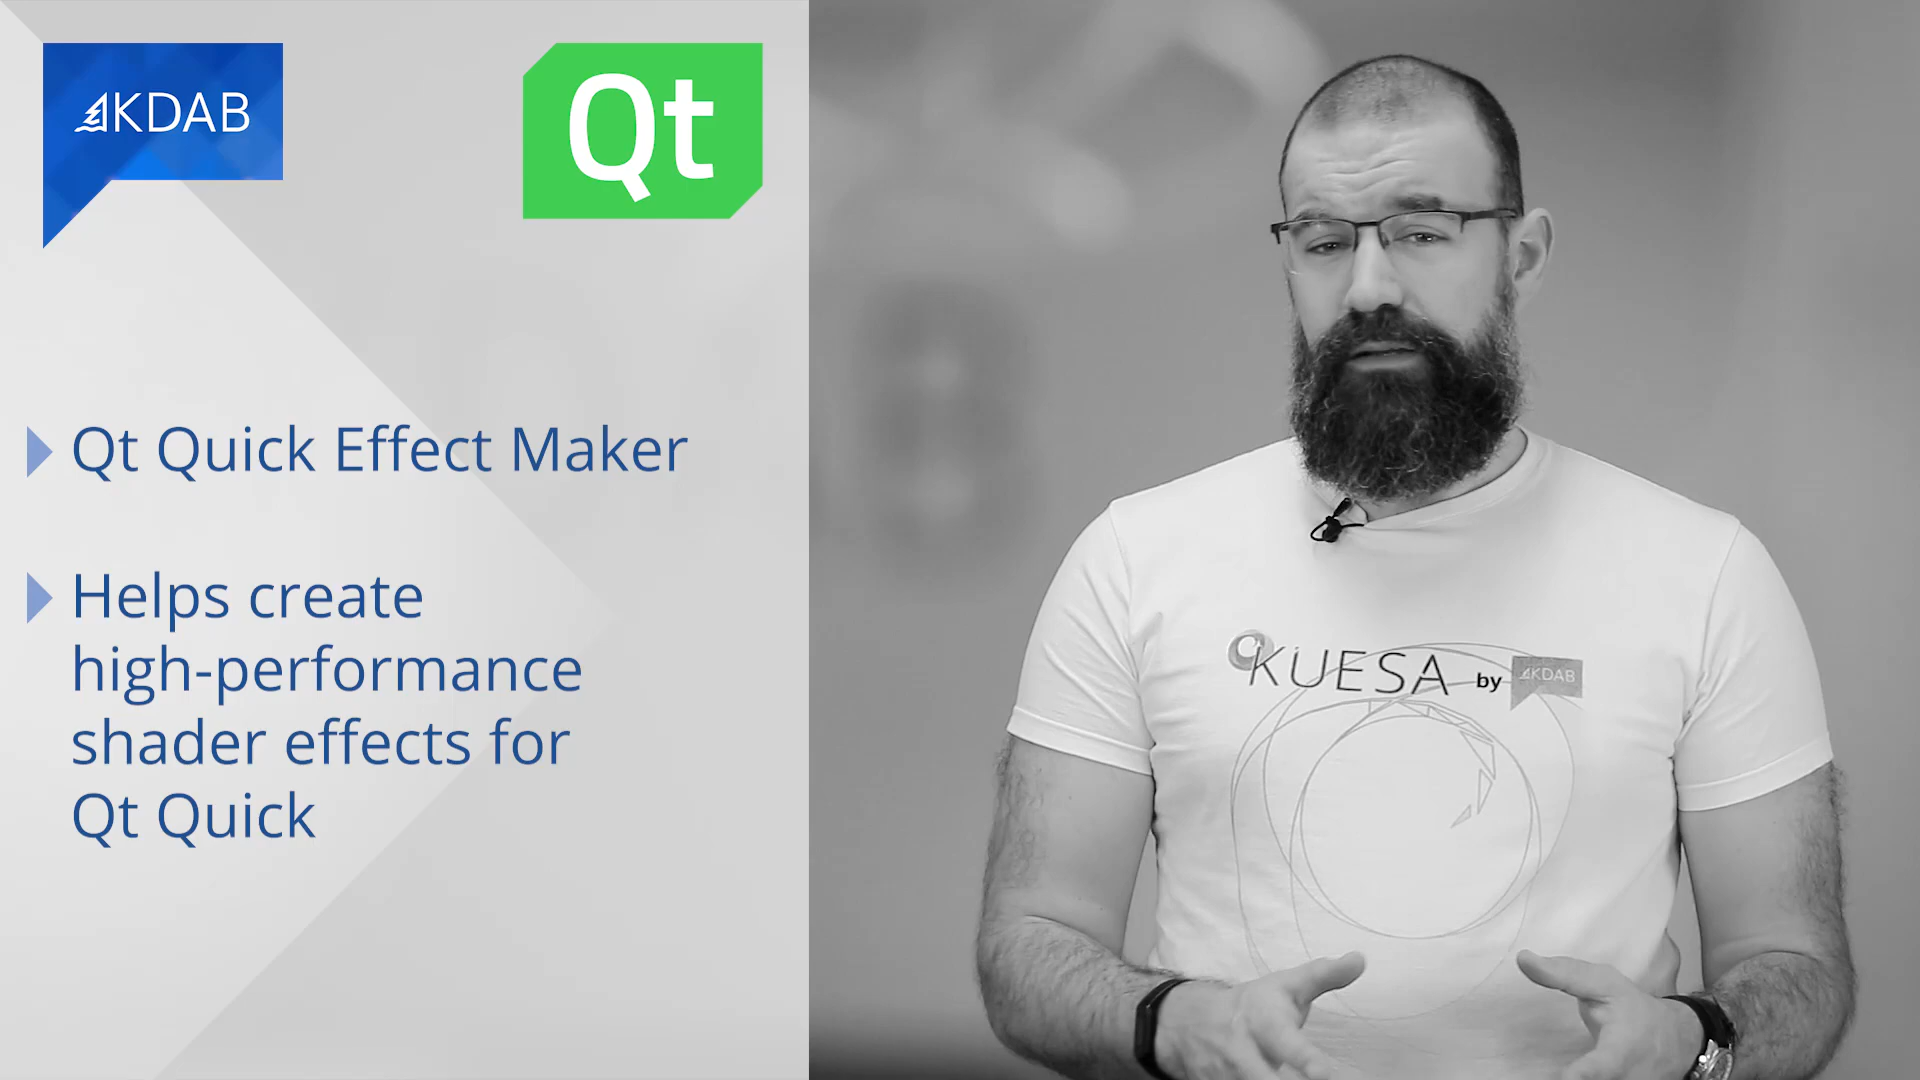 KDAB
Qt
Qt Quick Effect Maker
Helps create
high-performance
shader effects for
Qt Quick
KUESA by KDAB